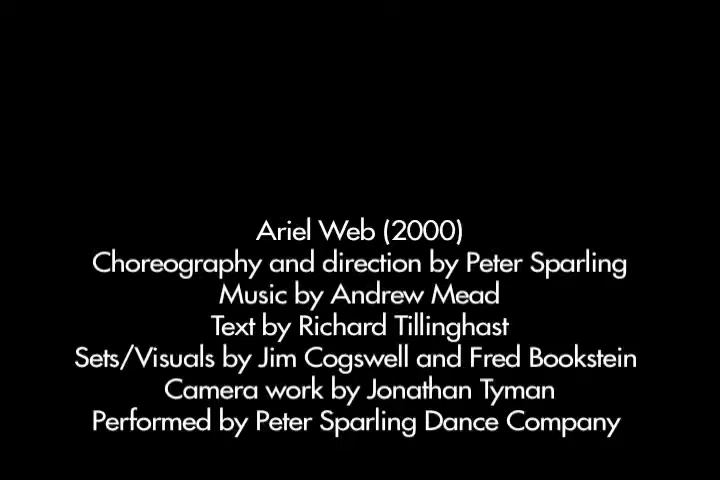 Ariel Web (2000)
Choreography and direction by Peter Sparling
Music by Andrew Mead
Text by Richard Tillinghast
Sets/Visuals by Jim Cogswell and Fred Bookstein
Camera work by Jonathan Tyman
Performed by Peter Sparling Dance Company